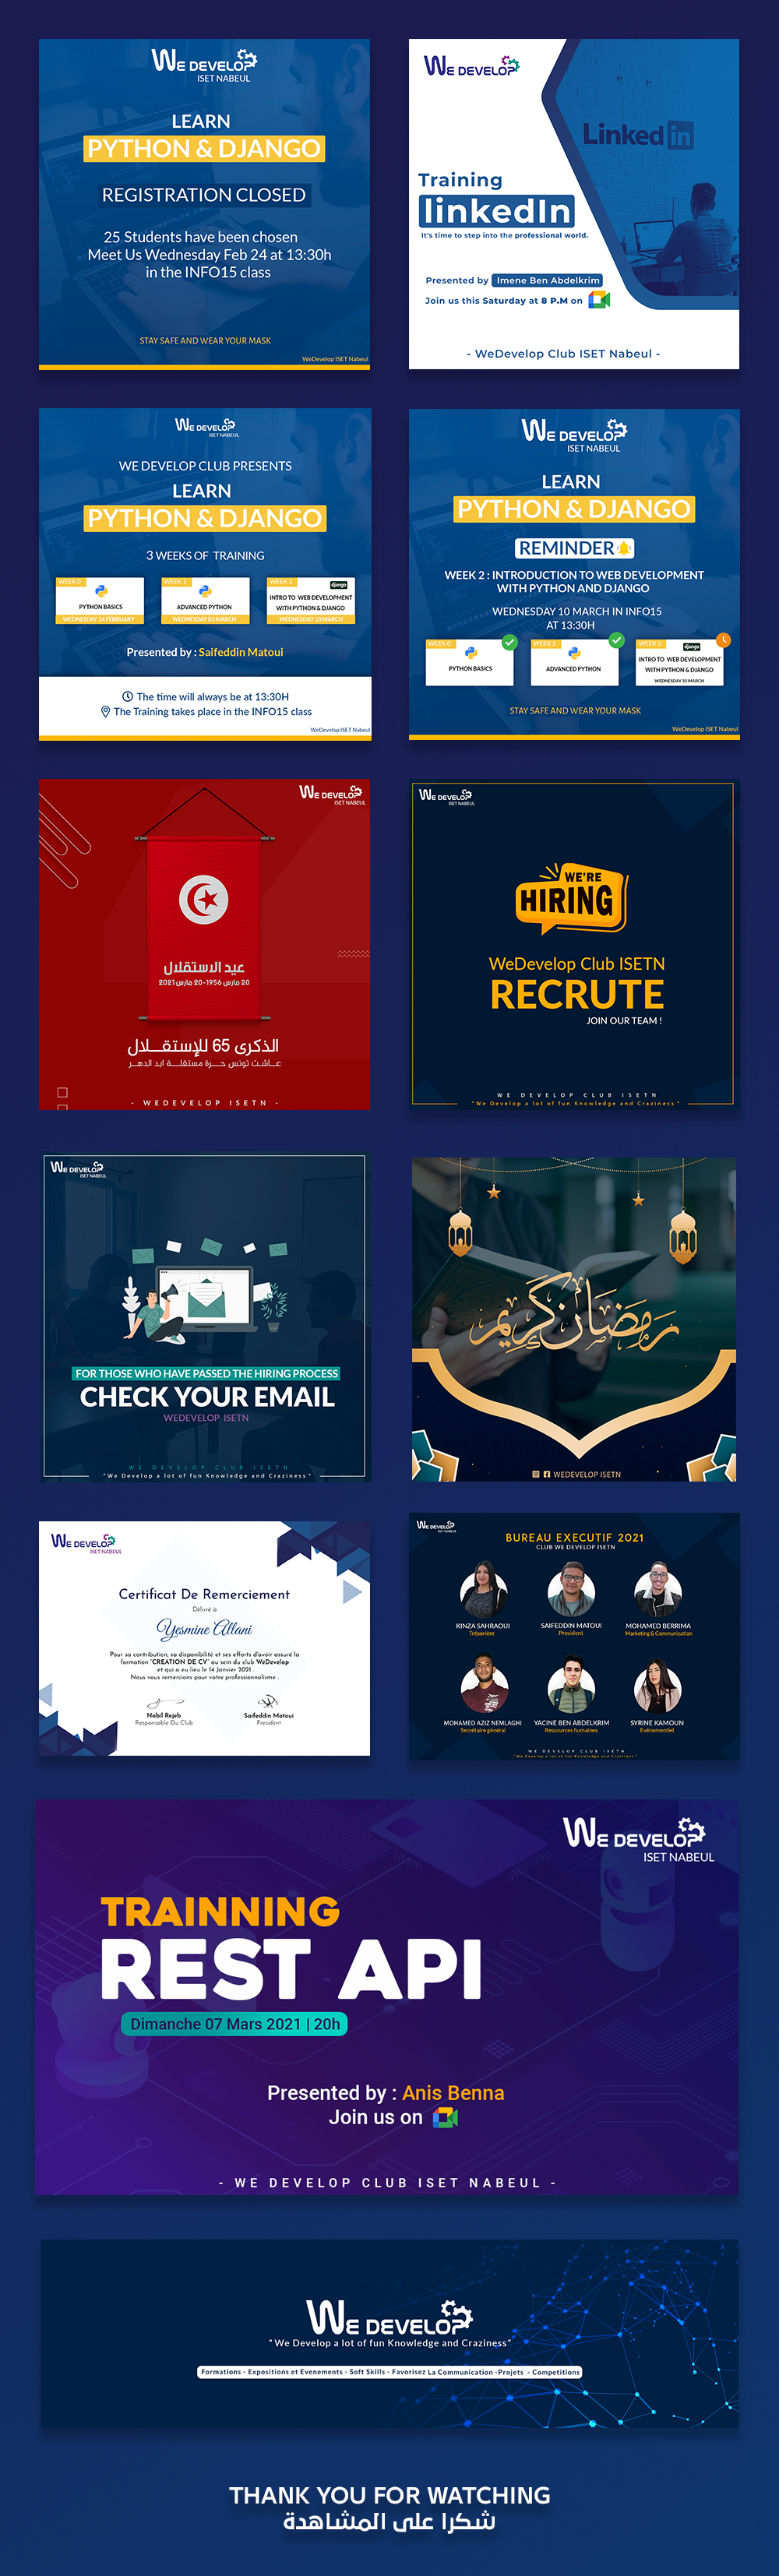 WE DEVELOP
ISET NABEUL
LEARN
PYTHON & DJANGO
REGISTRATION CLOSED
25 Students have been chosen
Meet Us Wednesday Feb 24 at 13:30h
in the INFO15 class
STAY SAFE AND WEAR YOUR MASK
WeDevelop ISET Nabeul
WE DEVELOP
Linked in
Training
linkedIn
It's time to step into the professional world.
Presented by Imene Ben Abdelkrim
Join us this Saturday at 8 P.M on
- WeDevelop Club ISET Nabeul -
WE DEVELOP
ISET NABEUL
WE DEVELOP CLUB PRESENTS
LEARN
PYTHON & DJANGO
3 WEEKS OF TRAINING
WEEK 0
PYTHON BASICS
WEDNESDAY 24 FEBRUARY
WEEK 1
ADVANCED PYTHON
WEDNESDAY 03 MARCH
WEEK 2
django
INTRO TO WEB DEVELOPMENT
WITH PYTHON & DJANGO
WEDNESDAY 10 MARCH
Presented by : Saifeddin Matoui
The time will always be at 13:30H
The Training takes place in the INFO15 class
WeDevelop ISET Nabeul
WE DEVELOP
ISET NABEUL
LEARN
PYTHON & DJANGO
REMINDER
WEEK 2 : INTRODUCTION TO WEB DEVELOPMENT
WITH PYTHON AND DJANGO
WEDNESDAY 10 MARCH IN INFO15
AT 13:30H
WEEK 0
PYTHON BASICS
WEEK 1
ADVANCED PYTHON
WEEK 2
django
INTRO TO WEB DEVELOPMENT
WITH PYTHON & DJANGO
WEDNESDAY 10 MARCH
STAY SAFE AND WEAR YOUR MASK
WeDevelop ISET Nabeul
WE DEVELOP
ISET NABEUL
عيد الاستقلال
20 مارس 1956-20 مارس 2021
الذكرى 65 للإستقـــلال
عـــاشت تونس حـــرة مستقلـــة ابد الدهـــر
- WEDEVELOP ISETN -
WE DEVELOP
ISET NABEUL
WE'RE
HIRING
WeDevelop Club ISETN
RECRUTE
JOIN OUR TEAM !
WE DEVELOP CLUB ISETN
"We Develop a lot of fun Knowledge and Craziness"
WE DEVELOP
ISET NABEUL
FOR THOSE WHO HAVE PASSED THE HIRING PROCESS
CHECK YOUR EMAIL
WEDEVELOP ISETN
WE DEVELOP CLUB ISETN
"We Develop a lot of fun Knowledge and Craziness"
رمضان كريم
WEDEVELOP ISETN
WE DEVELOP
ISET NABEUL
Certificat De Remerciement
Délivré à
Yesmine Allani
Pour sa contribution, sa disponibilité et ses efforts d'avoir assuré la
formation "CREATION DE CV" au sein du club WeDevelop
et qui a eu lieu le 14 Janvier 2021.
Nous vous remercions pour votre professionnalisme .
Nabil Rejeb
Responsable Du Club
Saifeddin Matoui
President
WE DEVELOP
ISET NABEUL
BUREAU EXECUTIF 2021
CLUB WE DEVELOP ISETN
KINZA SAHRAOUI
Trésorière
SAIFEDDIN MATOUI
President
MOHAMED BERRIMA
Marketing & Communication
MOHAMED AZIZ NEMLAGHI
Secrétaire général
YACINE BEN ABDELKRIM
Ressources humaines
SYRINE KAMOUN
Evénementiel
WE DEVELOP CLUB ISETN
"We Develop a lot of fun Knowledge and Craziness"
WE DEVELOP
ISET NABEUL
TRAINNING
REST API
Dimanche 07 Mars 2021 | 20h
Presented by : Anis Benna
Join us on
- WE DEVELOP CLUB ISET NABEUL -
WE DEVELOP
"We Develop a lot of fun Knowledge and Craziness"
Formations - Expositions et Evenements - Soft Skills - Favorisez La Communication -Projets - Competitions
THANK YOU FOR WATCHING
شكرا على المشاهدة